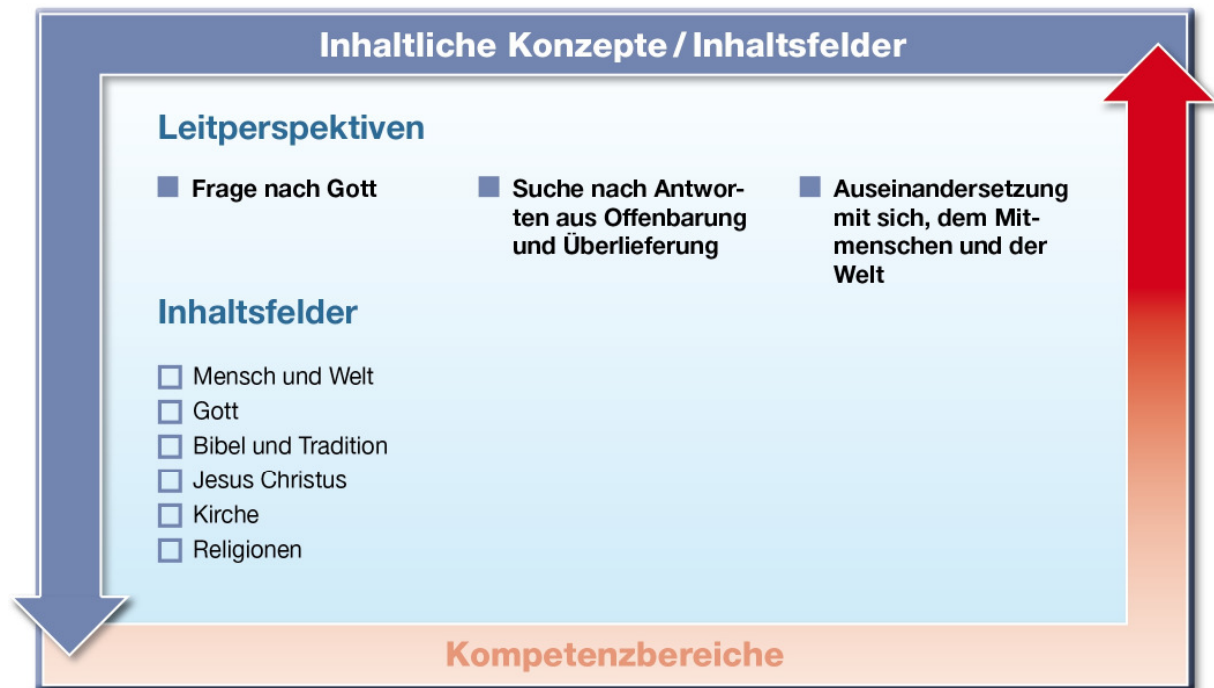 Inhaltliche Konzepte / Inhaltsfelder
Leitperspektiven
Frage nach Gott
Suche nach Antwor-
ten aus Offenbarung
und Überlieferung
Auseinandersetzung
mit sich, dem Mit-
menschen und der
Welt
Inhaltsfelder
Mensch und Welt
Gott
Bibel und Tradition
Jesus Christus
Kirche
Religionen
Kompetenzbereiche